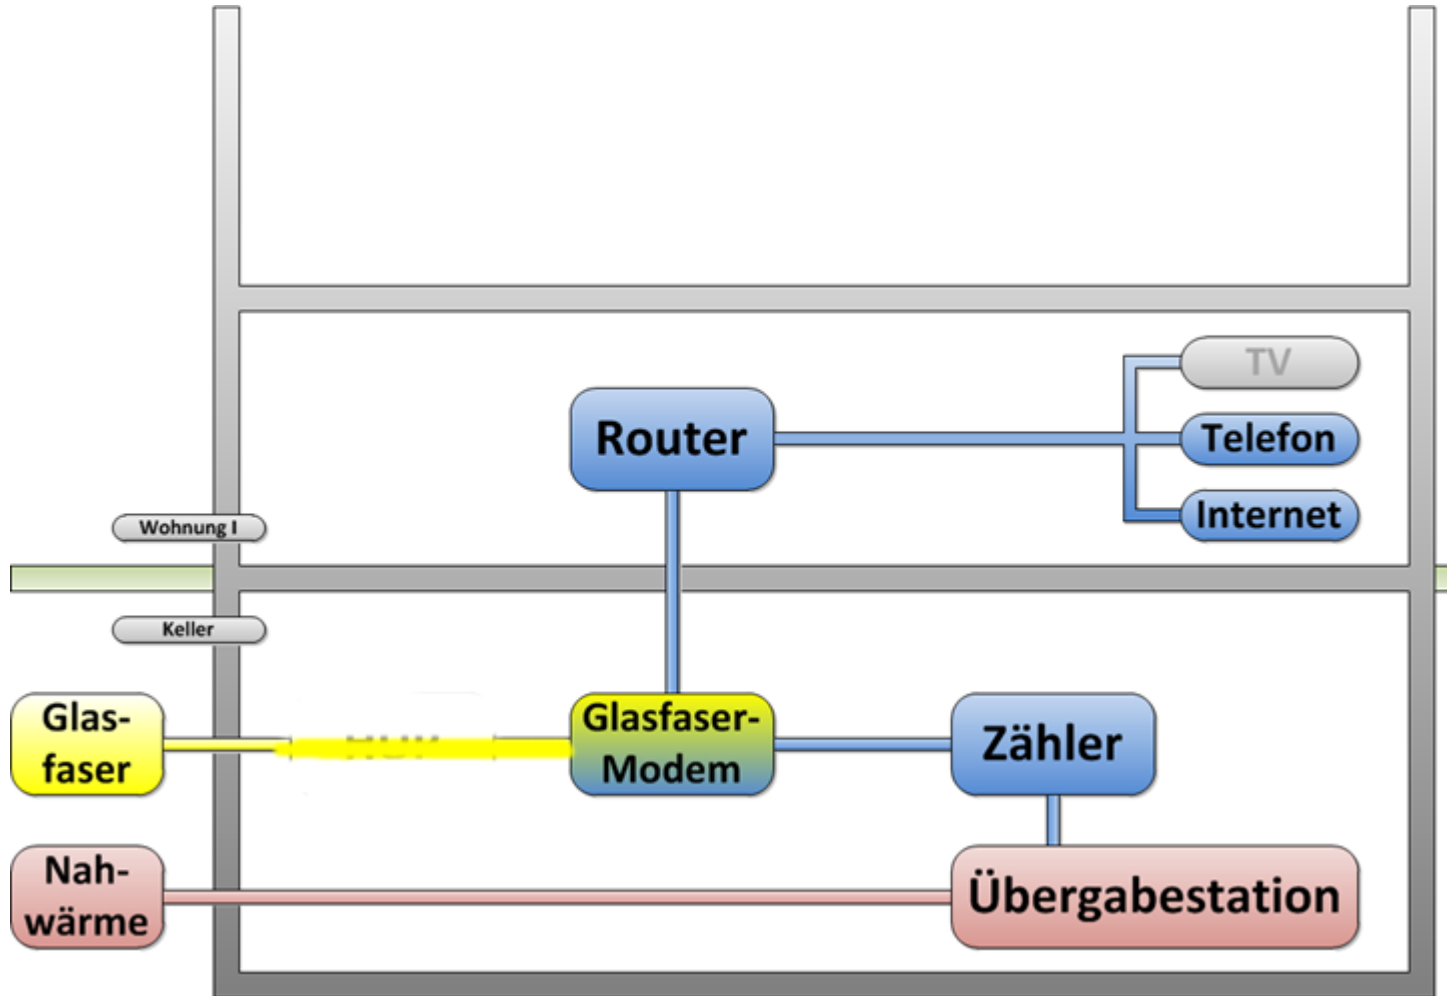 TV
Router
Telefon
Internet
Wohnung I
Keller
Glas-
faser
Glasfaser-
Modem
Zähler
Nah-
wärme
Übergabestation